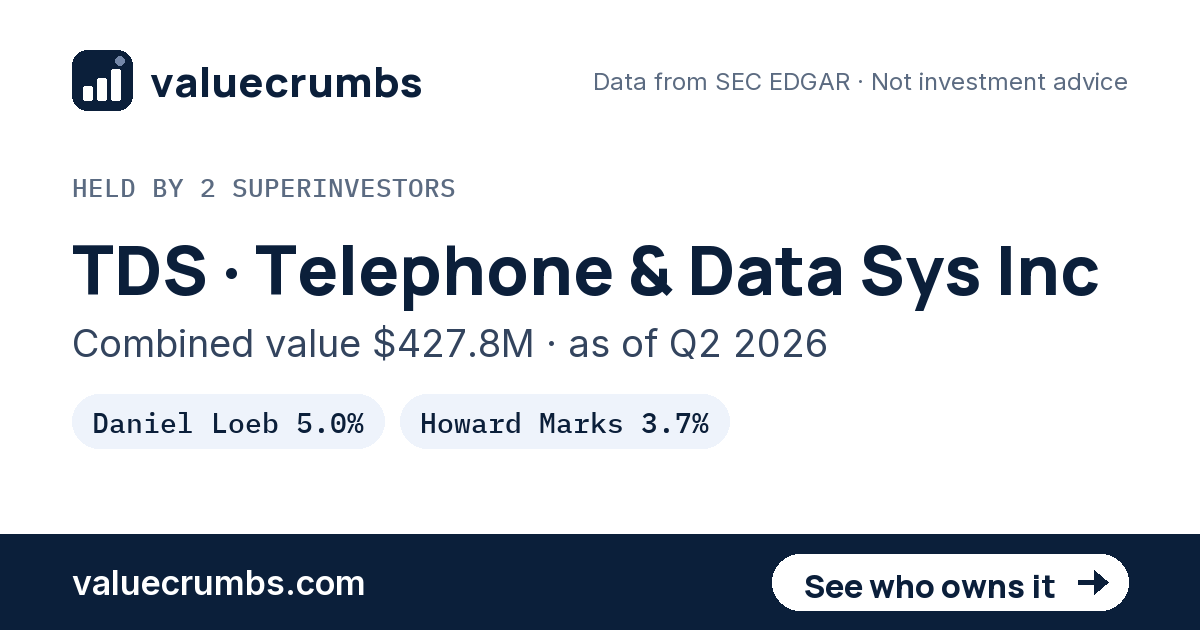 valuecrumbs
Data from SEC EDGAR · Not investment advice
HELD BY 2 SUPERINVESTORS
TDS · Telephone & Data Sys Inc
Combined value $427.8M · as of Q2 2026
Daniel Loeb 5.0%
Howard Marks 3.7%
valuecrumbs.com
See who owns it →